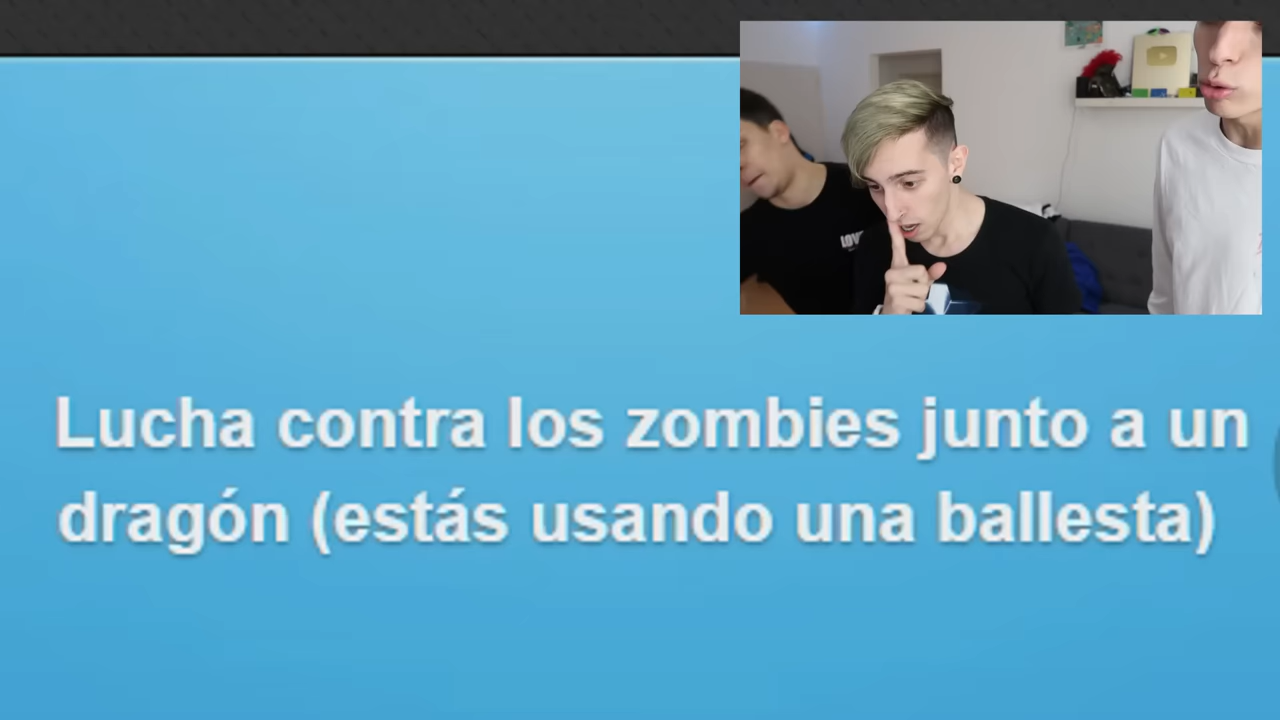 Lucha contra los zombies junto a un
dragón (estás usando una ballesta)